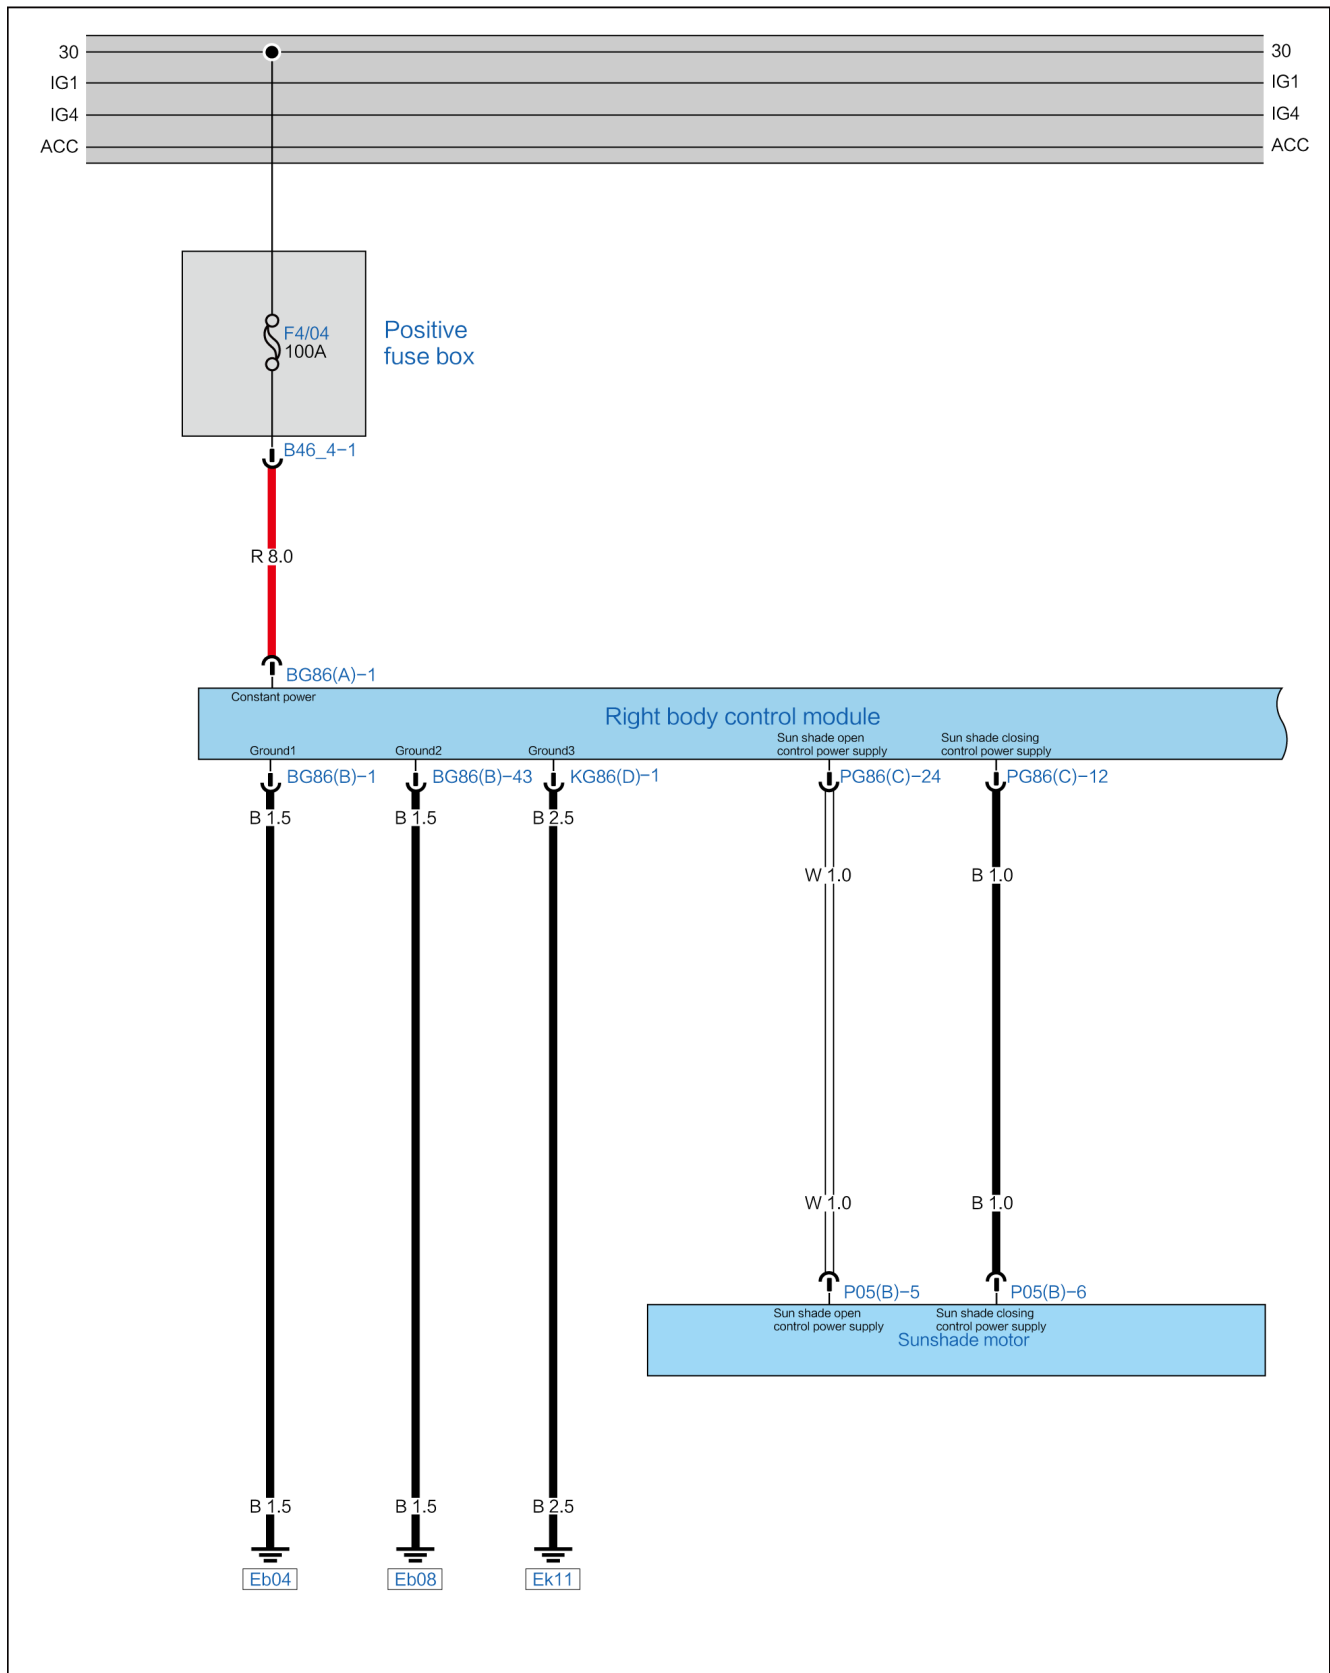 30 30
IG1 IG1
IG4 IG4
ACC ACC
F4/04
100A
Positive
fuse box
B46_4-1
R 8.0
BG86(A)-1
Constant power
Right body control module
Ground1 Ground2 Ground3
Sun shade open
control power supply
Sun shade closing
control power supply
BG86(B)-1 BG86(B)-43 KG86(D)-1 PG86(C)-24 PG86(C)-12
B 1.5 B 1.5 B 2.5
W 1.0 B 1.0
W 1.0 B 1.0
P05(B)-5 P05(B)-6
Sun shade open
control power supply
Sun shade closing
control power supply
Sunshade motor
B 1.5 B 1.5 B 2.5
Eb04 Eb08 Ek11